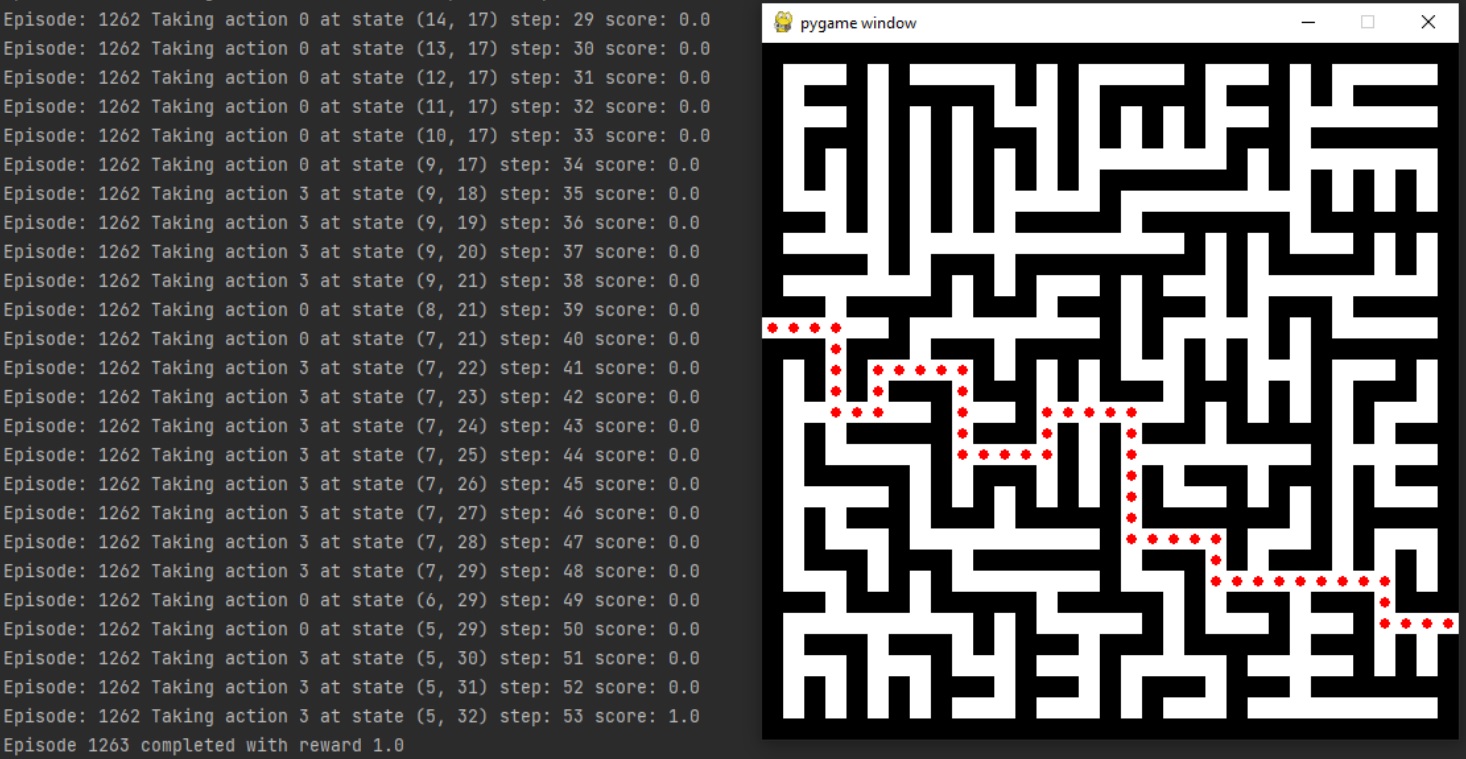 Episode: 1262 Taking action 0 at state (14, 17) step: 29 score: 0.0
Episode: 1262 Taking action 0 at state (13, 17) step: 30 score: 0.0
Episode: 1262 Taking action 0 at state (12, 17) step: 31 score: 0.0
Episode: 1262 Taking action 0 at state (11, 17) step: 32 score: 0.0
Episode: 1262 Taking action 0 at state (10, 17) step: 33 score: 0.0
Episode: 1262 Taking action 0 at state (9, 17) step: 34 score: 0.0
Episode: 1262 Taking action 3 at state (9, 18) step: 35 score: 0.0
Episode: 1262 Taking action 3 at state (9, 19) step: 36 score: 0.0
Episode: 1262 Taking action 3 at state (9, 20) step: 37 score: 0.0
Episode: 1262 Taking action 3 at state (9, 21) step: 38 score: 0.0
Episode: 1262 Taking action 0 at state (8, 21) step: 39 score: 0.0
Episode: 1262 Taking action 0 at state (7, 21) step: 40 score: 0.0
Episode: 1262 Taking action 3 at state (7, 22) step: 41 score: 0.0
Episode: 1262 Taking action 3 at state (7, 23) step: 42 score: 0.0
Episode: 1262 Taking action 3 at state (7, 24) step: 43 score: 0.0
Episode: 1262 Taking action 3 at state (7, 25) step: 44 score: 0.0
Episode: 1262 Taking action 3 at state (7, 26) step: 45 score: 0.0
Episode: 1262 Taking action 3 at state (7, 27) step: 46 score: 0.0
Episode: 1262 Taking action 3 at state (7, 28) step: 47 score: 0.0
Episode: 1262 Taking action 3 at state (7, 29) step: 48 score: 0.0
Episode: 1262 Taking action 0 at state (6, 29) step: 49 score: 0.0
Episode: 1262 Taking action 0 at state (5, 29) step: 50 score: 0.0
Episode: 1262 Taking action 3 at state (5, 30) step: 51 score: 0.0
Episode: 1262 Taking action 3 at state (5, 31) step: 52 score: 0.0
Episode: 1262 Taking action 3 at state (5, 32) step: 53 score: 1.0
Episode 1263 completed with reward 1.0
pygame window